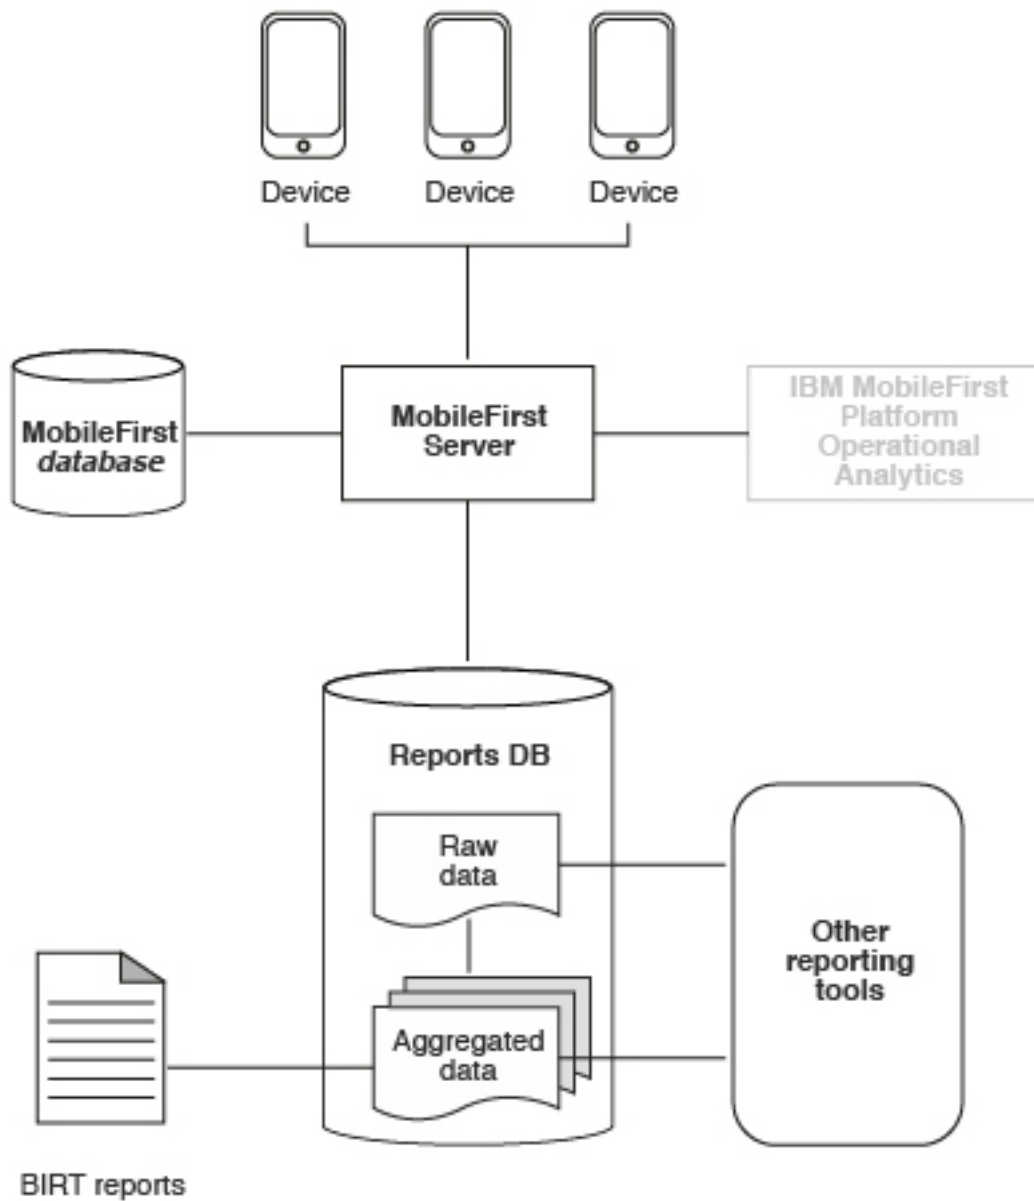 Device
Device
Device
MobileFirst
database
MobileFirst
Server
IBM MobileFirst
Platform
Operational
Analytics
Reports DB
Raw
data
Aggregated
data
Other
reporting
tools
BIRT reports